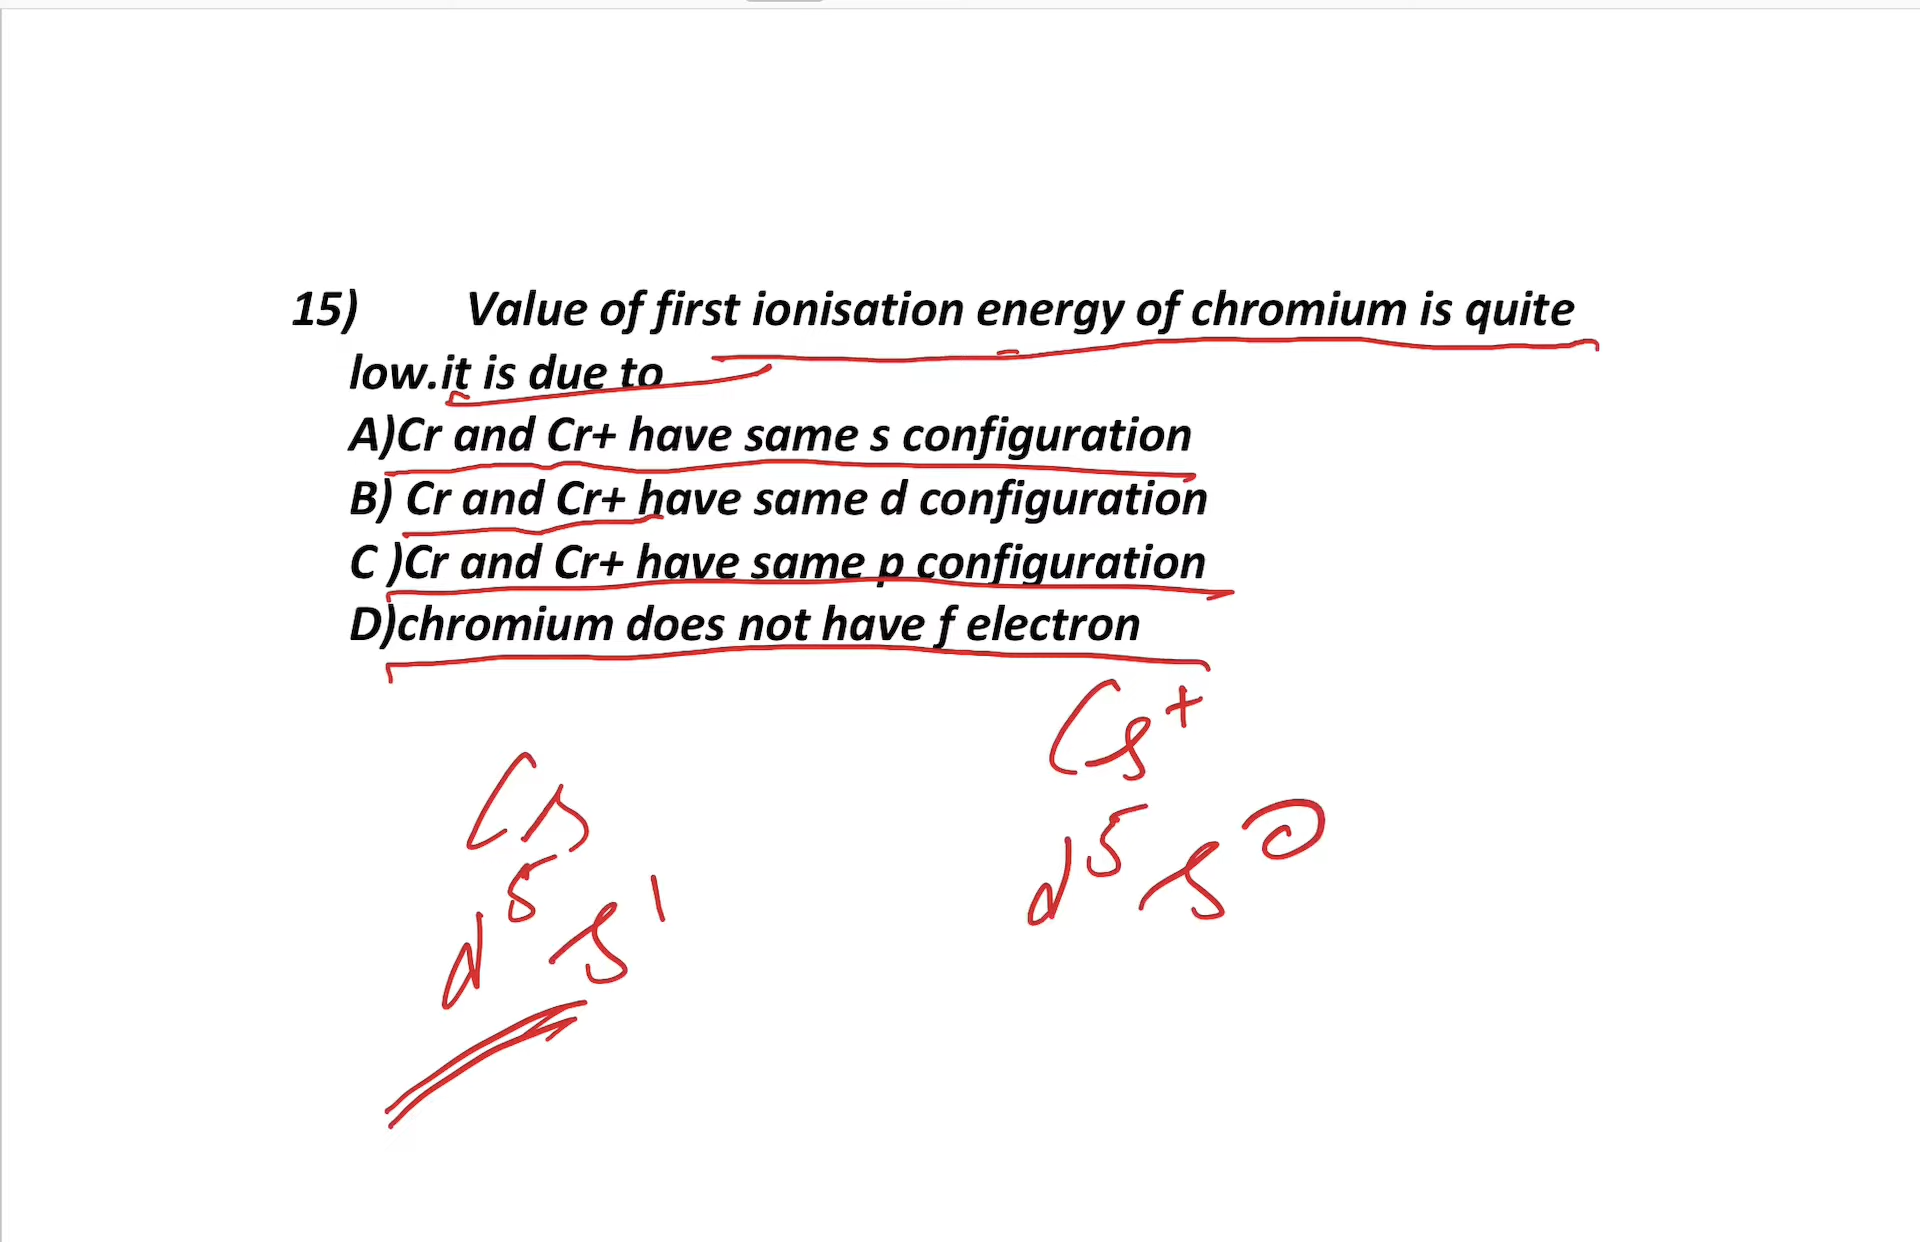 15) Value of first ionisation energy of chromium is quite
low.it is due to
A)Cr and Cr+ have same s configuration
B) Cr and Cr+ have same d configuration
C )Cr and Cr+ have same p configuration
D)chromium does not have f electron
Cr+
Cr
d5 s0
d5 s1